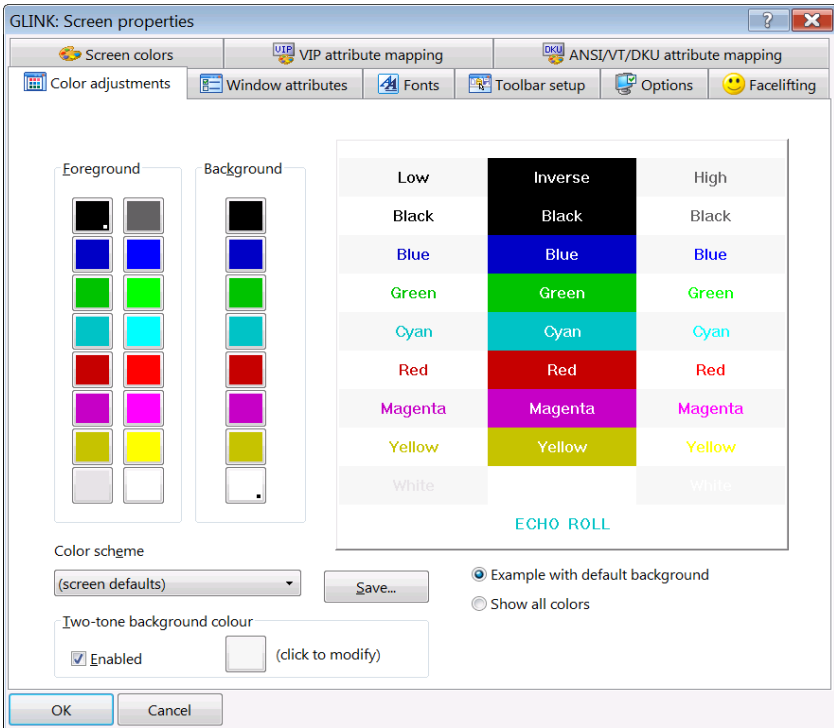 GLINK: Screen properties
Screen colors VIP VIP attribute mapping DKU ANSI/VT/DKU attribute mapping
Color adjustments Window attributes Fonts Toolbar setup Options Facelifting
Foreground Background
Low Inverse High
Black Black Black
Blue Blue Blue
Green Green Green
Cyan Cyan Cyan
Red Red Red
Magenta Magenta Magenta
Yellow Yellow Yellow
White White
ECHO ROLL
Color scheme
(screen defaults) Save... Example with default background
Show all colors
Two-tone background colour
Enabled (click to modify)
OK Cancel